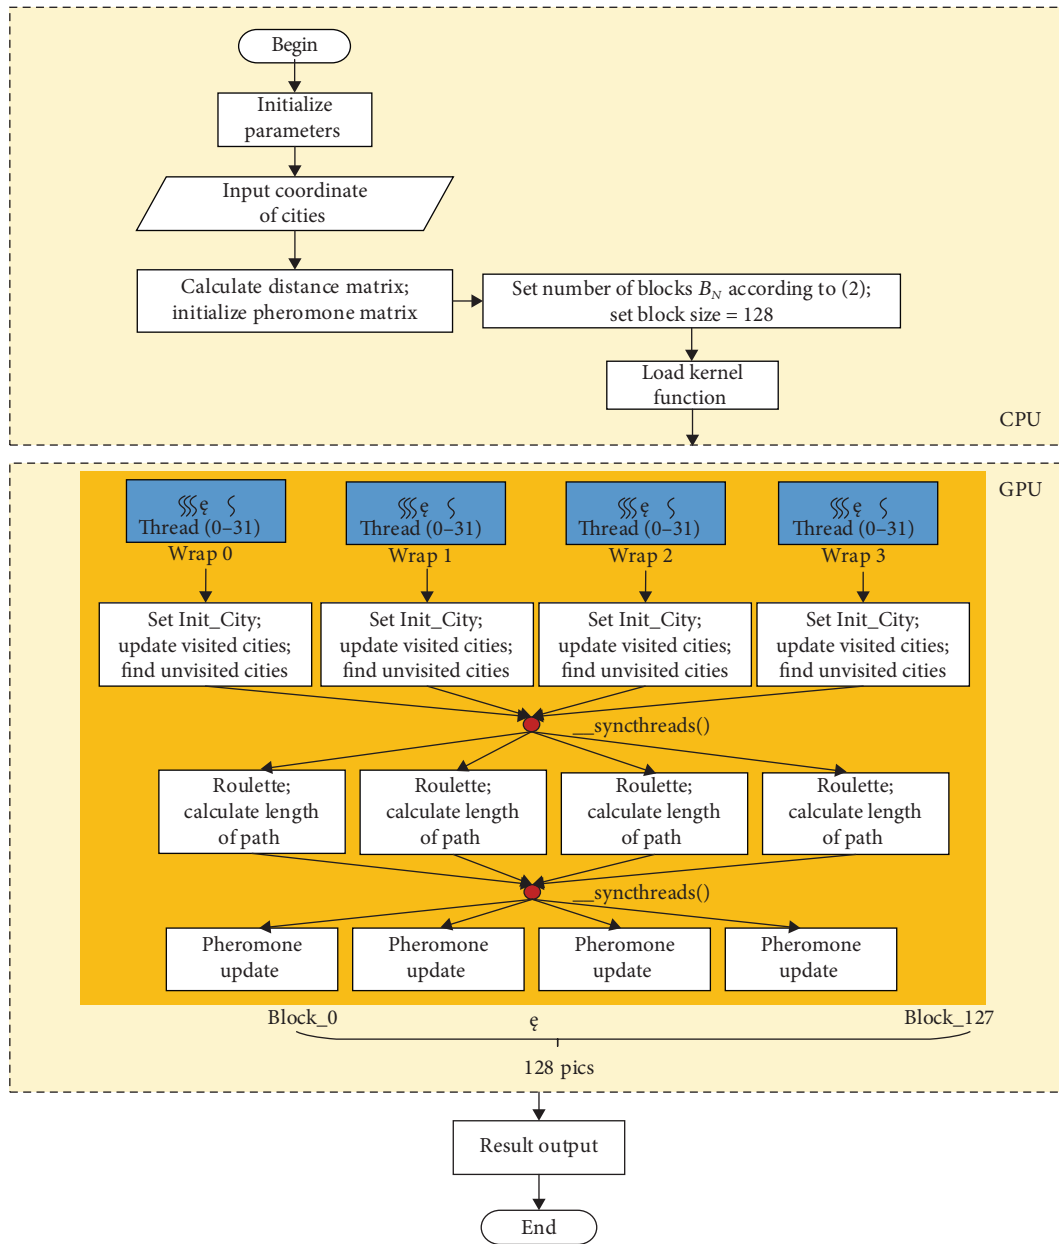 Begin
Initialize
parameters
Input coordinate
of cities
Calculate distance matrix;
initialize pheromone matrix
Set number of blocks B_N according to (2);
set block size = 128
Load kernel
function
CPU
GPU
ę
Thread (0–31)
Wrap 0
ę
Thread (0–31)
Wrap 1
ę
Thread (0–31)
Wrap 2
ę
Thread (0–31)
Wrap 3
Set Init_City;
update visited cities;
find unvisited cities
Set Init_City;
update visited cities;
find unvisited cities
Set Init_City;
update visited cities;
find unvisited cities
Set Init_City;
update visited cities;
find unvisited cities
__syncthreads()
Roulette;
calculate length
of path
Roulette;
calculate length
of path
Roulette;
calculate length
of path
Roulette;
calculate length
of path
__syncthreads()
Pheromone
update
Pheromone
update
Pheromone
update
Pheromone
update
Block_0 ę Block_127
128 pics
Result output
End